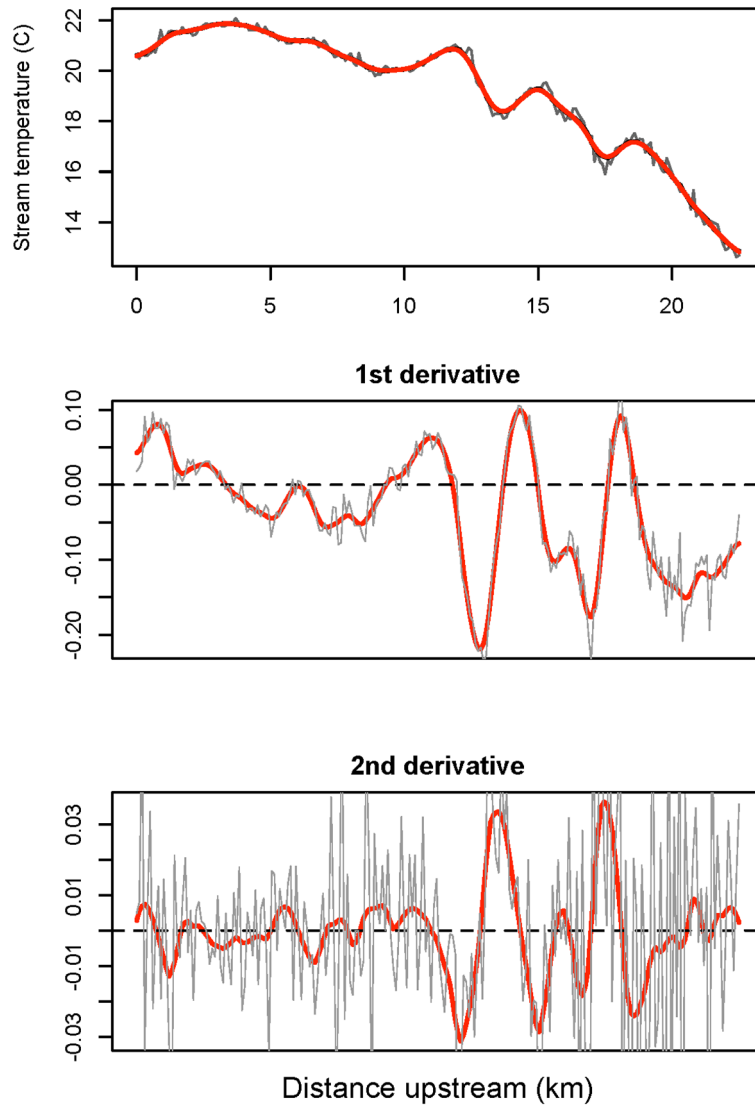 Stream temperature (C)
22
20
18
16
14
0 5 10 15 20
1st derivative
0.10
0.00
-0.10
-0.20
2nd derivative
0.03
0.01
-0.01
-0.03
Distance upstream (km)